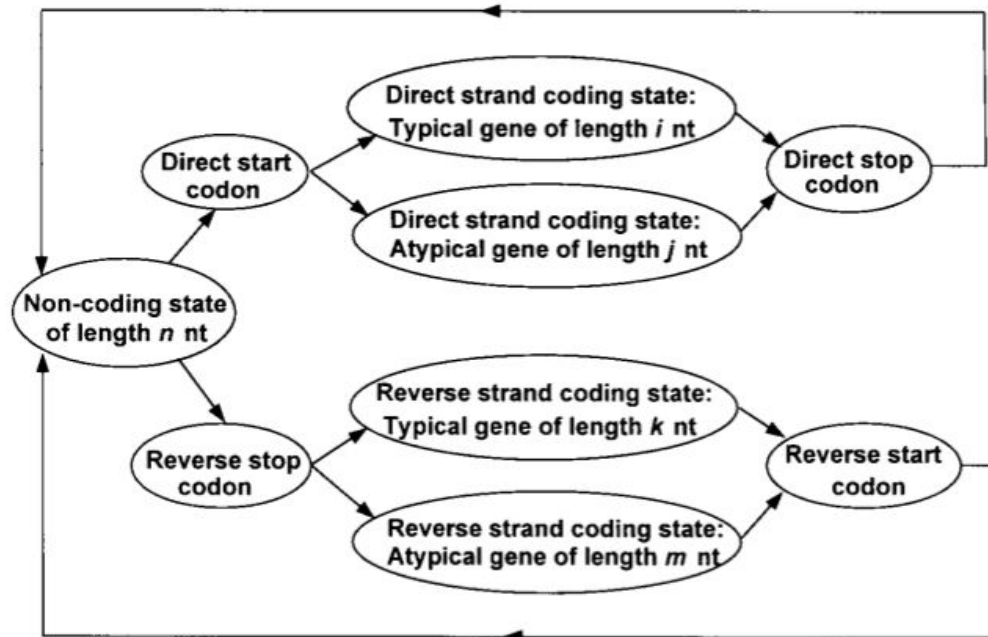 Direct strand coding state:
Typical gene of length i nt
Direct start
codon
Direct stop
codon
Direct strand coding state:
Atypical gene of length j nt
Non-coding state
of length n nt
Reverse strand coding state:
Typical gene of length k nt
Reverse stop
codon
Reverse start
codon
Reverse strand coding state:
Atypical gene of length m nt